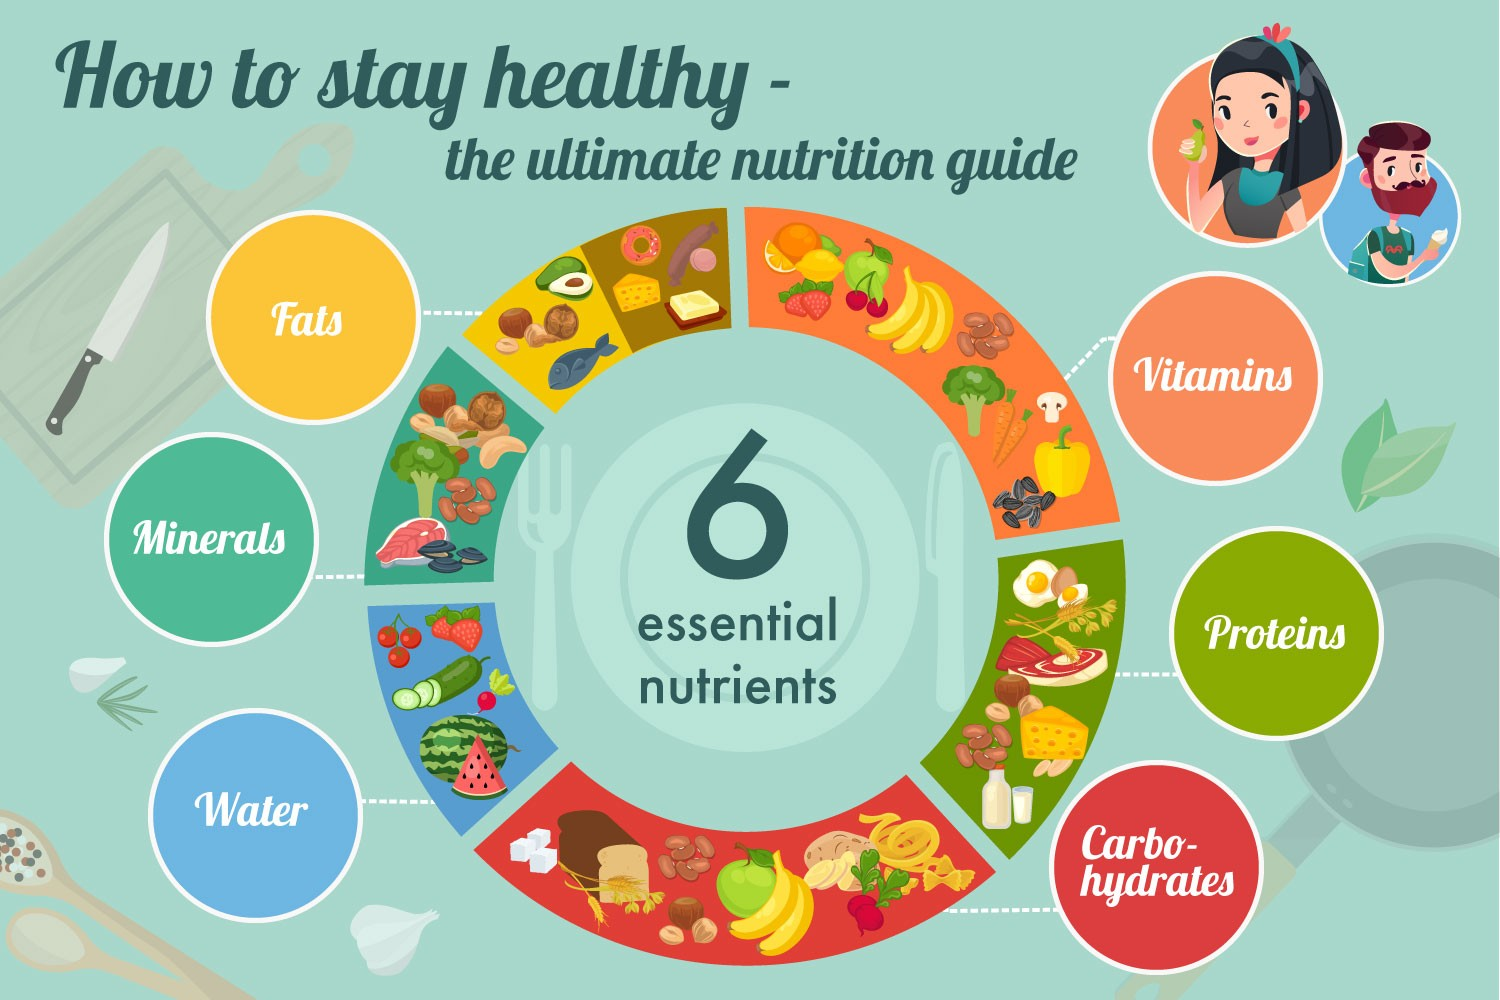 How to stay healthy -
the ultimate nutrition guide
Fats
Vitamins
Minerals
6
essential
nutrients
Proteins
Water
Carbo-
hydrates